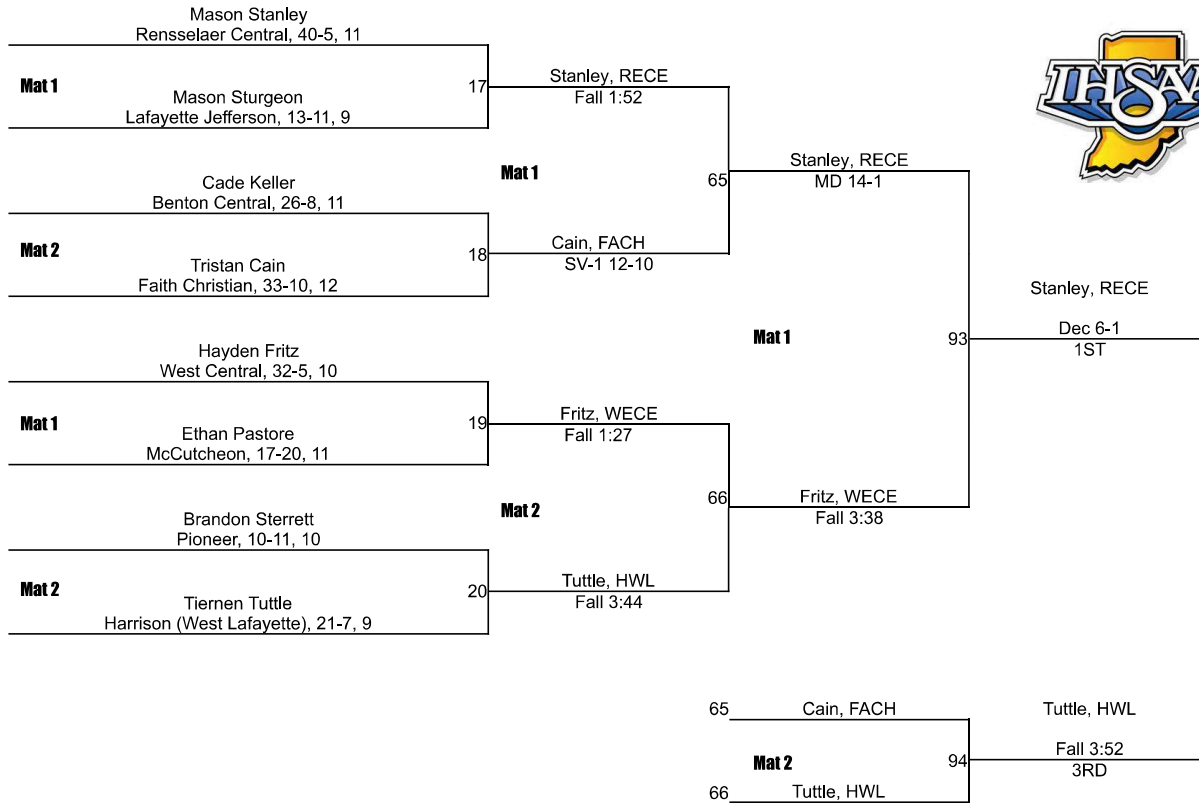 Mason Stanley
Rensselaer Central, 40-5, 11
Mat 1
17
Mason Sturgeon
Lafayette Jefferson, 13-11, 9
Stanley, RECE
Fall 1:52
Mat 1
65
Cade Keller
Benton Central, 26-8, 11
Mat 2
18
Tristan Cain
Faith Christian, 33-10, 12
Cain, FACH
SV-1 12-10
Stanley, RECE
MD 14-1
IHSAA
Mat 1
93
Stanley, RECE
Dec 6-1
1ST
Hayden Fritz
West Central, 32-5, 10
Mat 1
19
Ethan Pastore
McCutcheon, 17-20, 11
Fritz, WECE
Fall 1:27
Mat 2
66
Fritz, WECE
Fall 3:38
Brandon Sterrett
Pioneer, 10-11, 10
Mat 2
20
Tiernen Tuttle
Harrison (West Lafayette), 21-7, 9
Tuttle, HWL
Fall 3:44
65
Cain, FACH
Mat 2
94
66
Tuttle, HWL
Tuttle, HWL
Fall 3:52
3RD